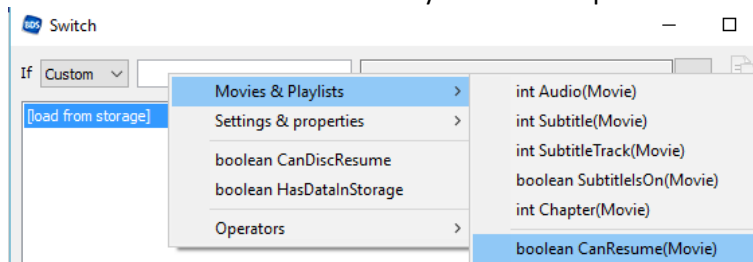 BDS Switch
If Custom
[load from storage]
Movies & Playlists
Settings & properties
boolean CanDiscResume
boolean HasDataInStorage
Operators
int Audio(Movie)
int Subtitle(Movie)
int SubtitleTrack(Movie)
boolean SubtitleIsOn(Movie)
int Chapter(Movie)
boolean CanResume(Movie)